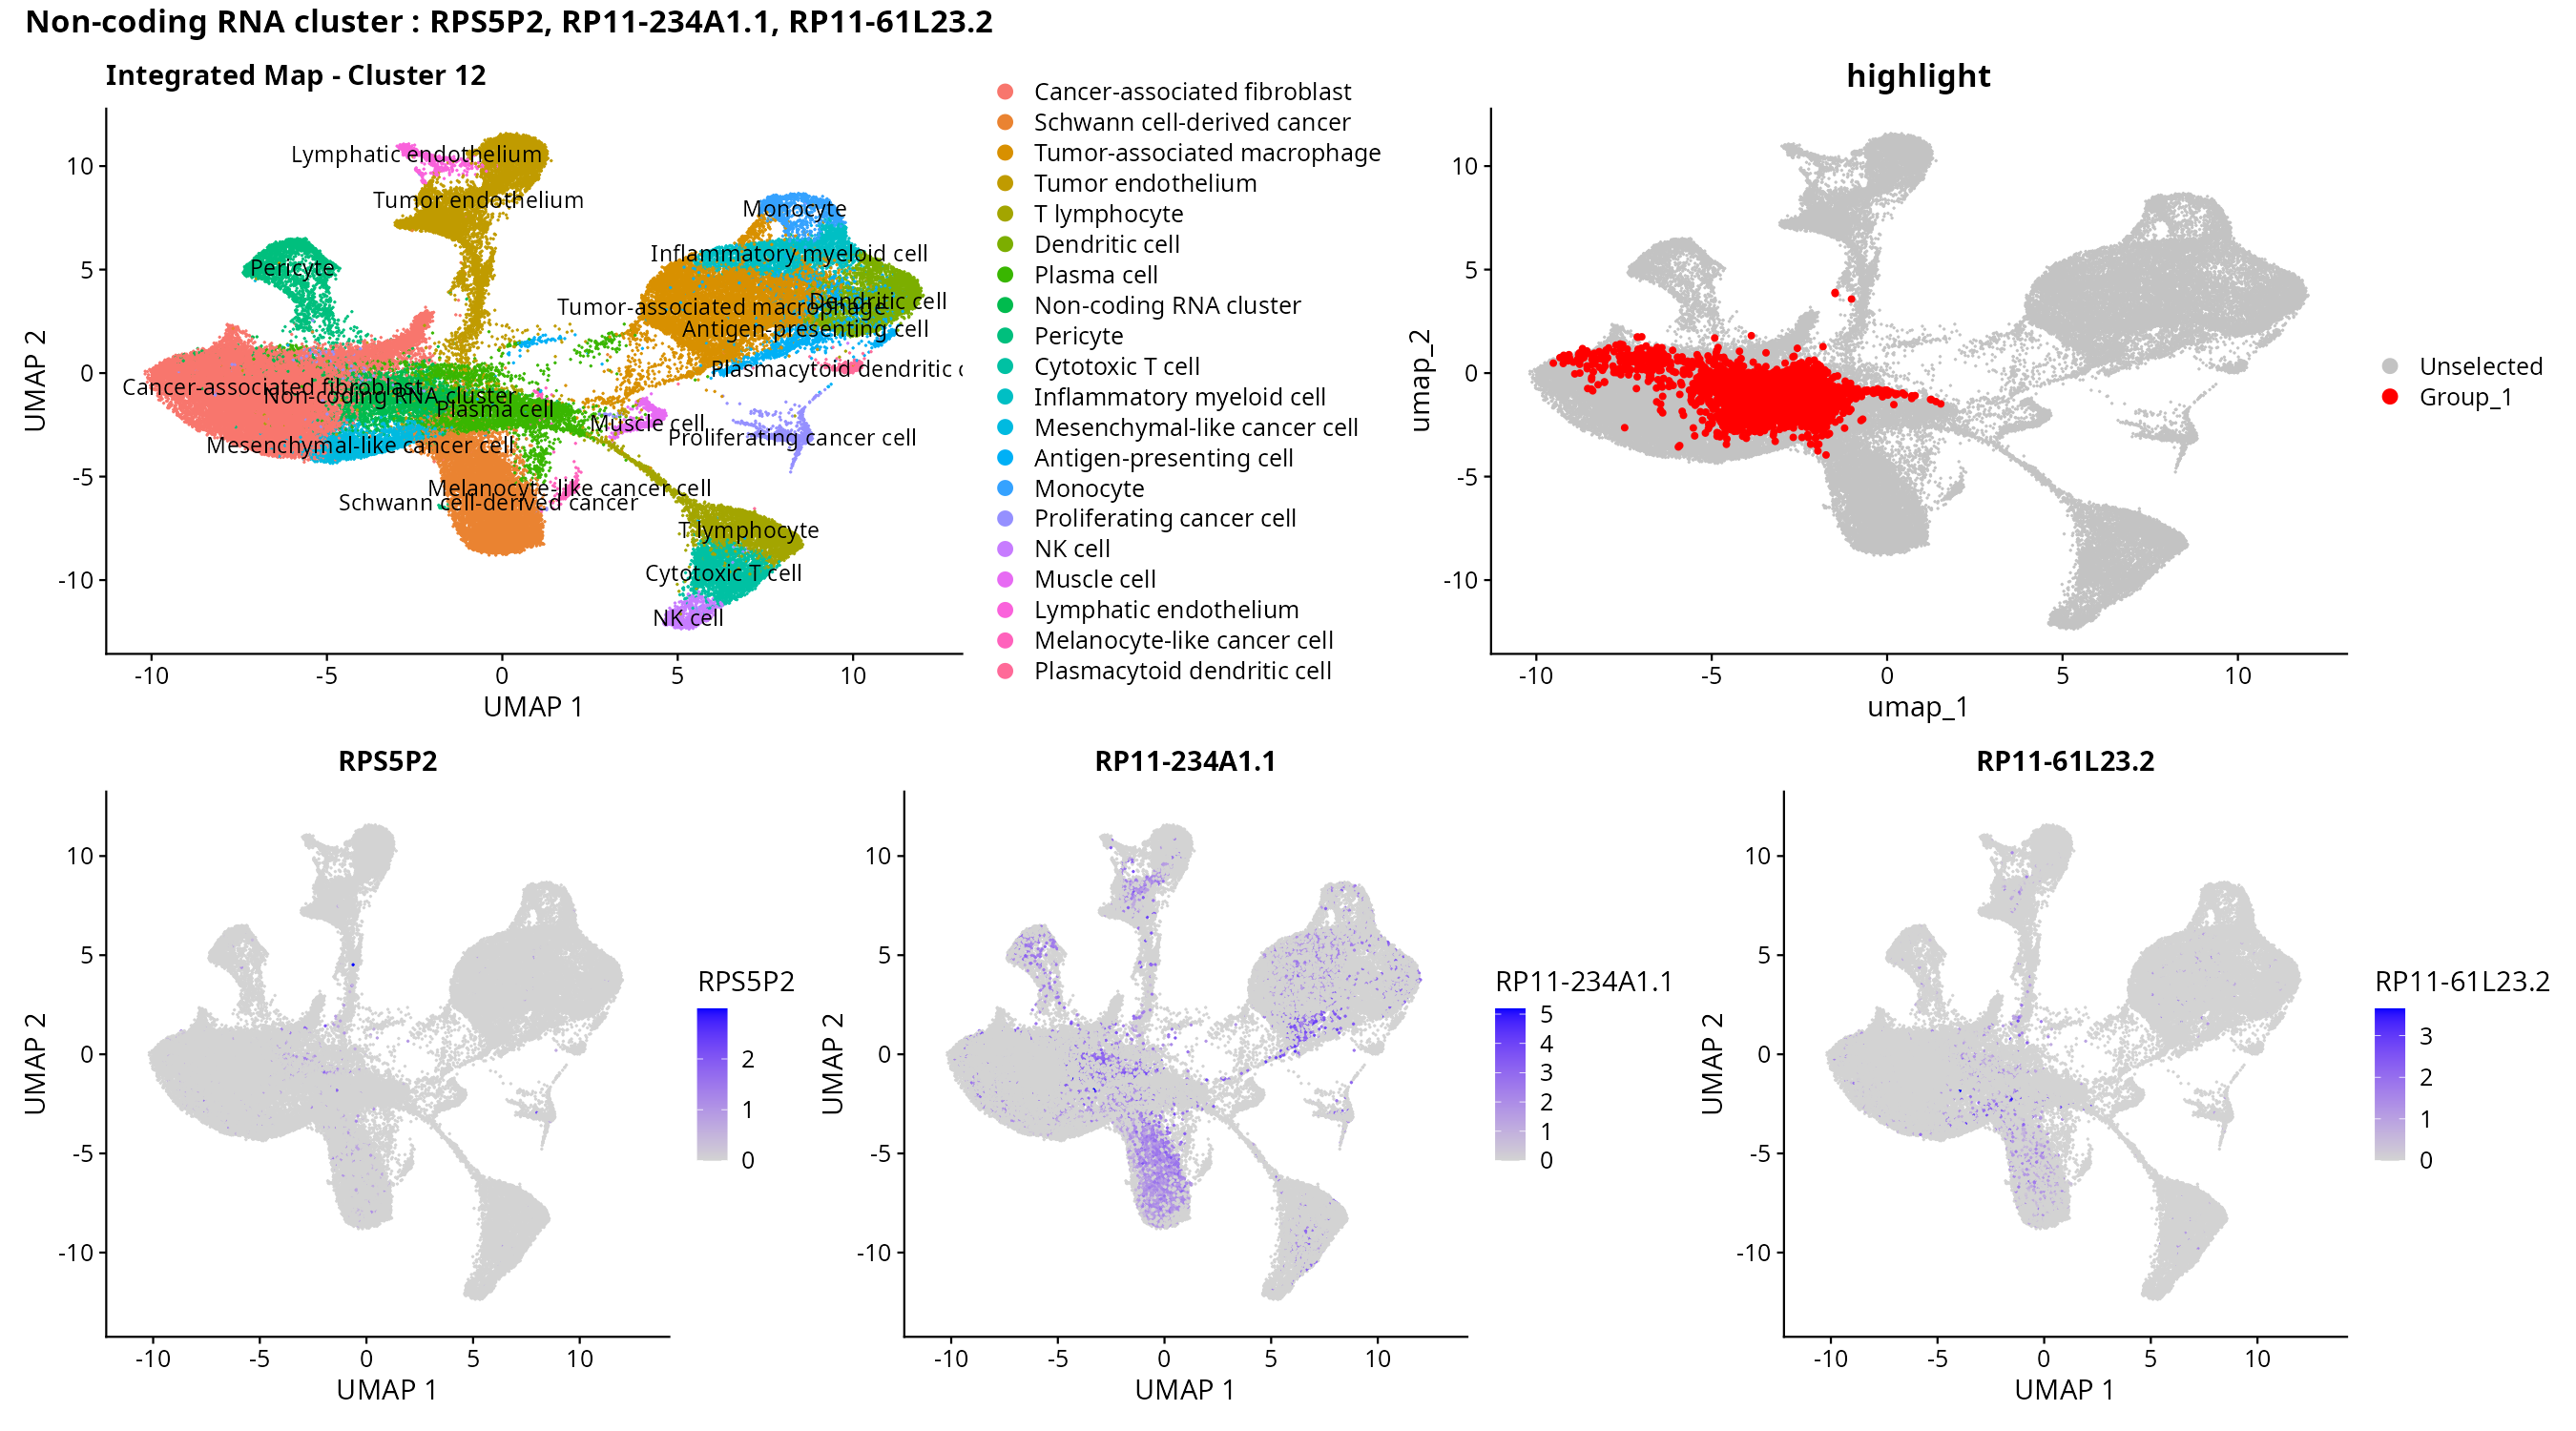 Non-coding RNA cluster : RPS5P2, RP11-234A1.1, RP11-61L23.2
Integrated Map - Cluster 12
UMAP 2
10
5
0
-5
-10
Lymphatic endothelium
Tumor endothelium
Monocyte
Inflammatory myeloid cell
Pericyte
Dendritic cell
Tumor-associated macrophage
Antigen-presenting cell
Plasmacytoid dendritic c
Cancer-associated fibroblast
Non-coding RNA cluster
Plasma cell
Muscle cell
Proliferating cancer cell
Mesenchymal-like cancer cell
Melanocyte-like cancer cell
Schwann cell-derived cancer
T lymphocyte
Cytotoxic T cell
NK cell
-10 -5 0 5 10
UMAP 1
Cancer-associated fibroblast
Schwann cell-derived cancer
Tumor-associated macrophage
Tumor endothelium
T lymphocyte
Dendritic cell
Plasma cell
Non-coding RNA cluster
Pericyte
Cytotoxic T cell
Inflammatory myeloid cell
Mesenchymal-like cancer cell
Antigen-presenting cell
Monocyte
Proliferating cancer cell
NK cell
Muscle cell
Lymphatic endothelium
Melanocyte-like cancer cell
Plasmacytoid dendritic cell
highlight
umap_2
10
5
0
-5
-10
-10 -5 0 5 10
umap_1
Unselected
Group_1
RPS5P2
UMAP 2
10
5
0
-5
-10
-10 -5 0 5 10
UMAP 1
RPS5P2
2
1
0
RP11-234A1.1
UMAP 2
10
5
0
-5
-10
-10 -5 0 5 10
UMAP 1
RP11-234A1.1
5
4
3
2
1
0
RP11-61L23.2
UMAP 2
10
5
0
-5
-10
-10 -5 0 5 10
UMAP 1
RP11-61L23.2
3
2
1
0